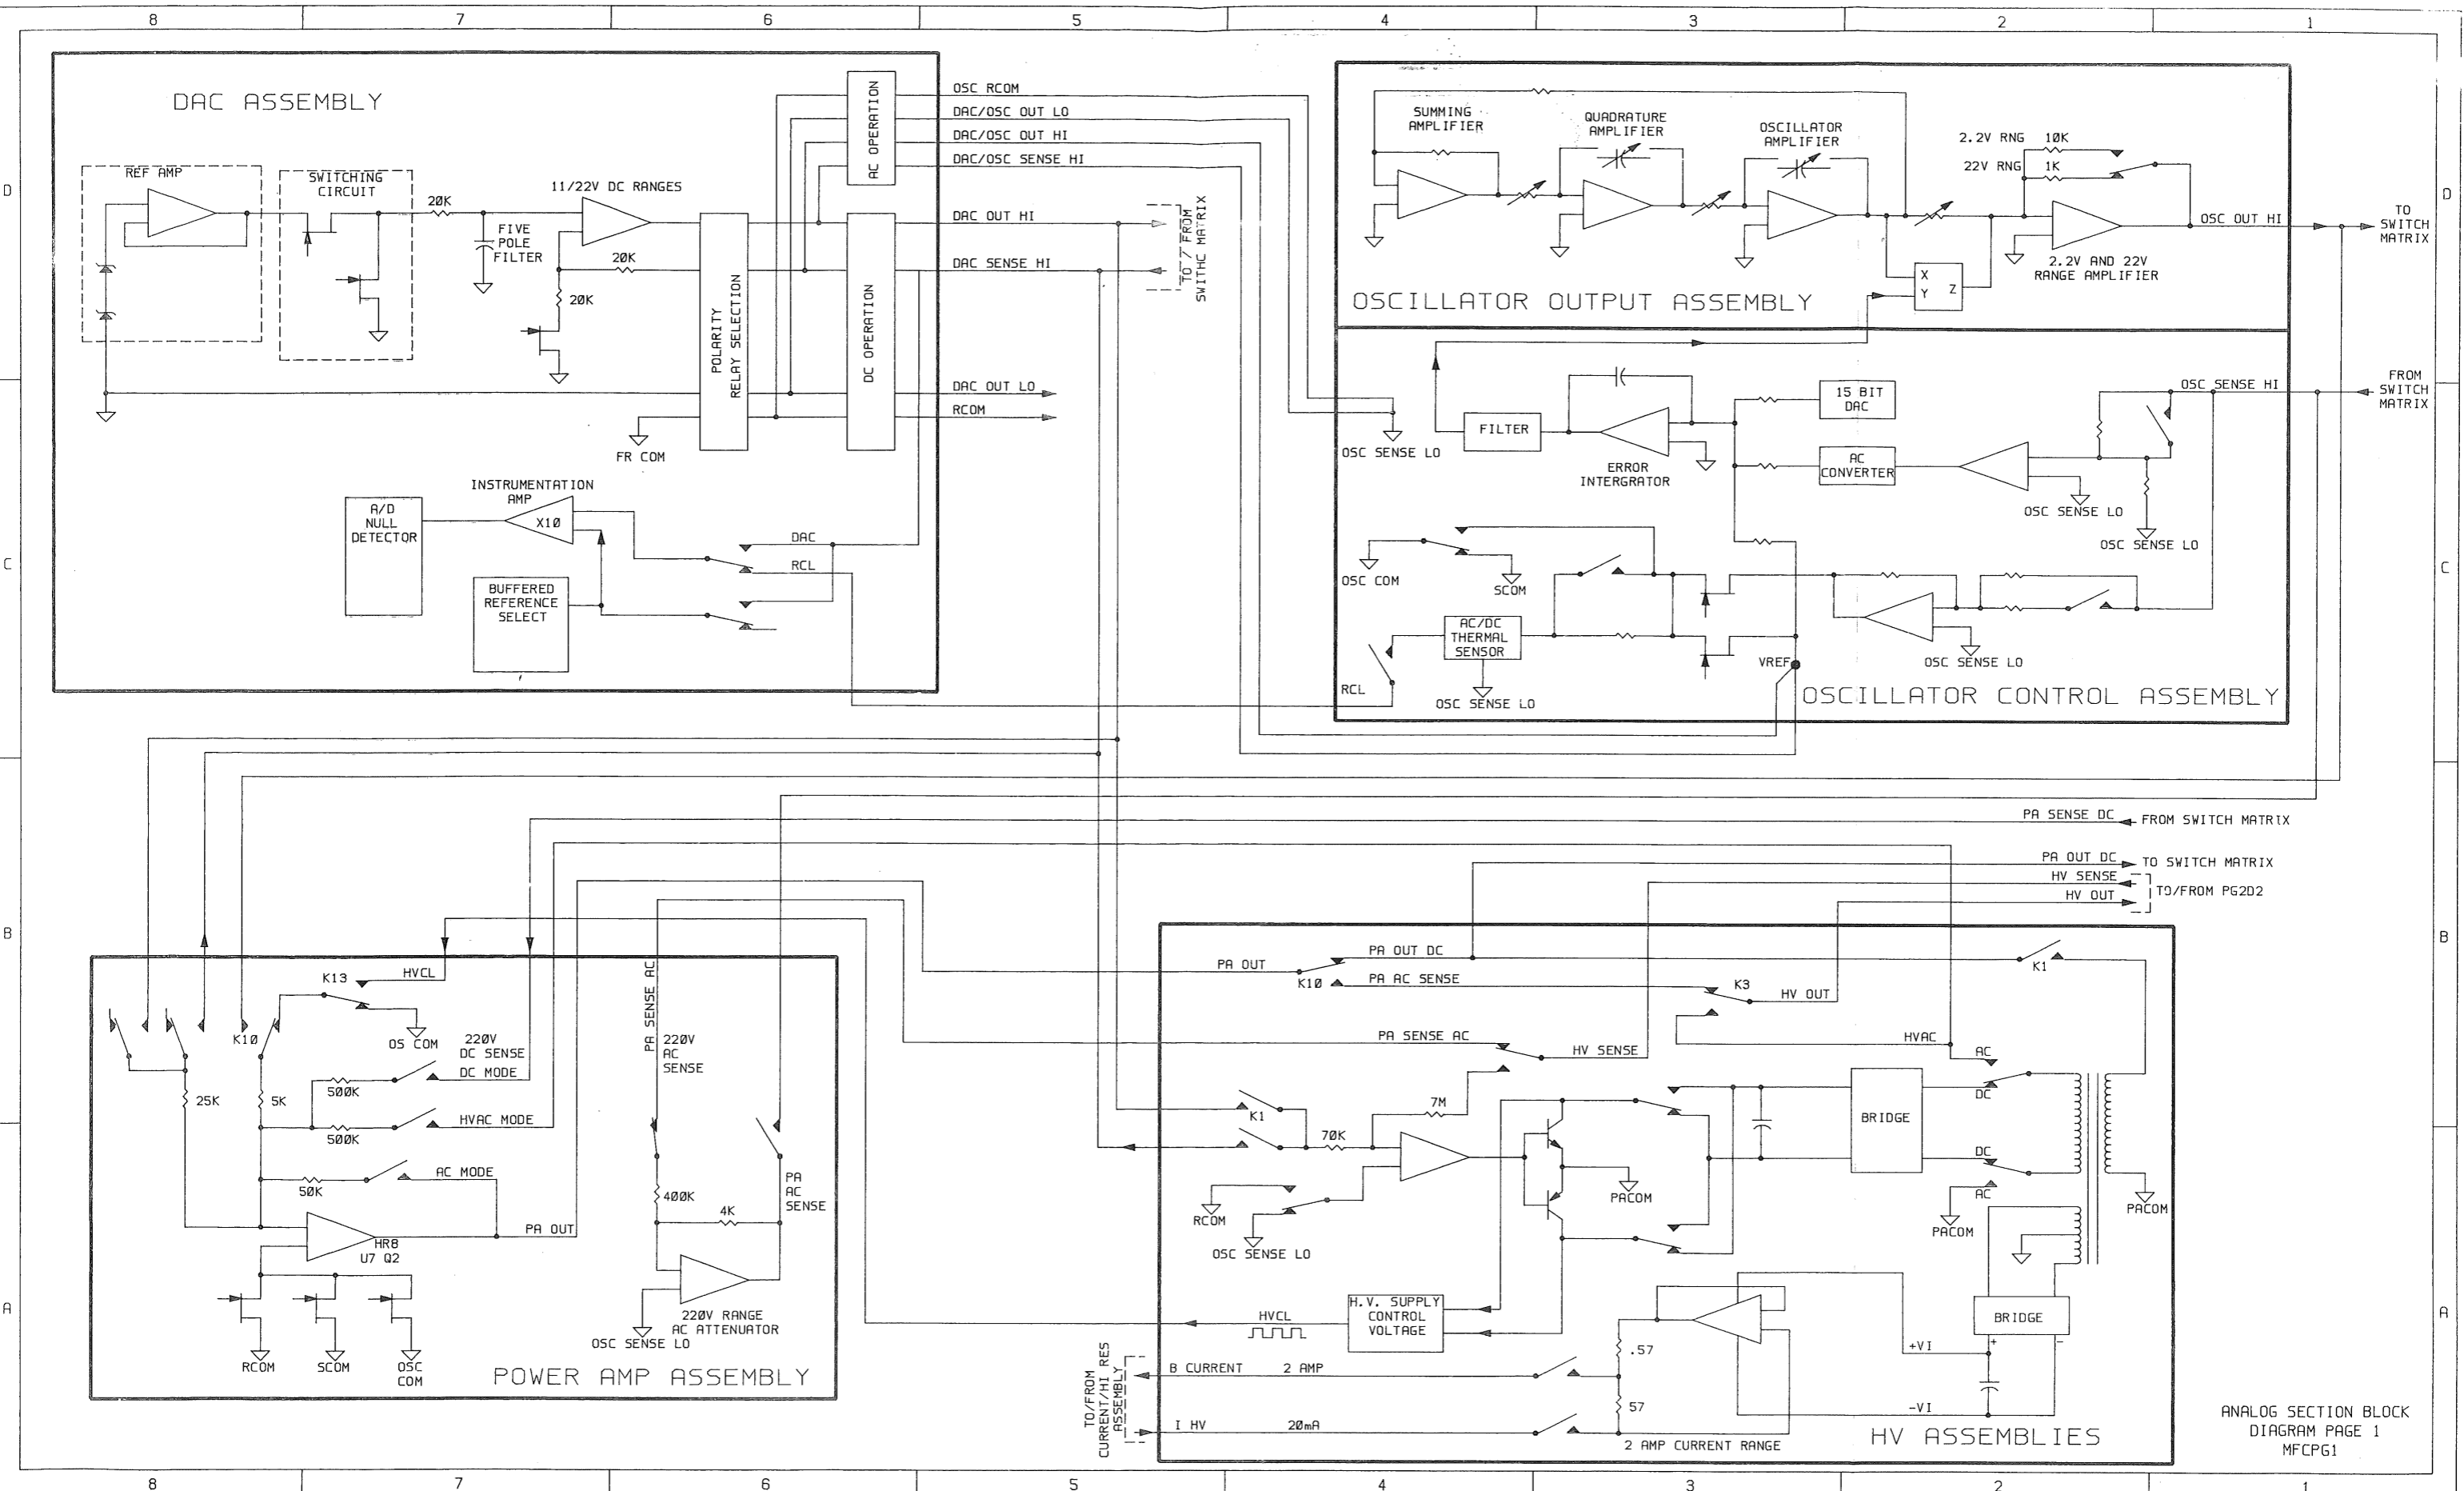 8 7 6 5 4 3 2 1
D
C
B
A
DAC ASSEMBLY
REF AMP
SWITCHING
CIRCUIT
20K
FIVE
POLE
FILTER
11/22V DC RANGES
20K
20K
POLARITY
RELAY SELECTION
AC OPERATION
DC OPERATION
FR COM
INSTRUMENTATION
AMP
X10
A/D
NULL
DETECTOR
BUFFERED
REFERENCE
SELECT
DAC
RCL
OSC RCOM
DAC/OSC OUT LO
DAC/OSC OUT HI
DAC/OSC SENSE HI
DAC OUT HI
DAC SENSE HI
DAC OUT LO
RCOM
TO / FROM
SWITHC MATRIX
SUMMING
AMPLIFIER
QUADRATURE
AMPLIFIER
OSCILLATOR
AMPLIFIER
2.2V RNG 10K
22V RNG 1K
OSC OUT HI
TO
SWITCH
MATRIX
2.2V AND 22V
RANGE AMPLIFIER
X
Y
Z
OSCILLATOR OUTPUT ASSEMBLY
OSC SENSE LO
FILTER
ERROR
INTERGRATOR
15 BIT
DAC
AC
CONVERTER
OSC SENSE HI
FROM
SWITCH
MATRIX
OSC SENSE LO
OSC SENSE LO
OSC COM
SCOM
AC/DC
THERMAL
SENSOR
RCL
OSC SENSE LO
VREF
OSC SENSE LO
OSCILLATOR CONTROL ASSEMBLY
PA SENSE DC
FROM SWITCH MATRIX
PA OUT DC
TO SWITCH MATRIX
HV SENSE
HV OUT
TO/FROM PG2D2
K13
HVCL
OS COM
K10
220V
DC SENSE
DC MODE
500K
25K
5K
HVAC MODE
500K
AC MODE
50K
PA OUT
HR8
U7 Q2
RCOM
SCOM
OSC
COM
PA SENSE AC
220V
AC
SENSE
400K
4K
PA
AC
SENSE
220V RANGE
AC ATTENUATOR
OSC SENSE LO
POWER AMP ASSEMBLY
PA OUT
K10
PA OUT DC
PA AC SENSE
K3
HV OUT
K1
PA SENSE AC
HV SENSE
HVAC
AC
DC
DC
AC
K1
70K
7M
RCOM
OSC SENSE LO
PACOM
BRIDGE
PACOM
PACOM
H.V. SUPPLY
CONTROL
VOLTAGE
HVCL
B CURRENT 2 AMP
I HV 20mA
TO/FROM
CURRENT/HI RES
ASSEMBLY
.57
57
2 AMP CURRENT RANGE
BRIDGE
+ -
+VI
-VI
HV ASSEMBLIES
ANALOG SECTION BLOCK
DIAGRAM PAGE 1
MFCPG1
D
C
B
A
8 7 6 5 4 3 2 1